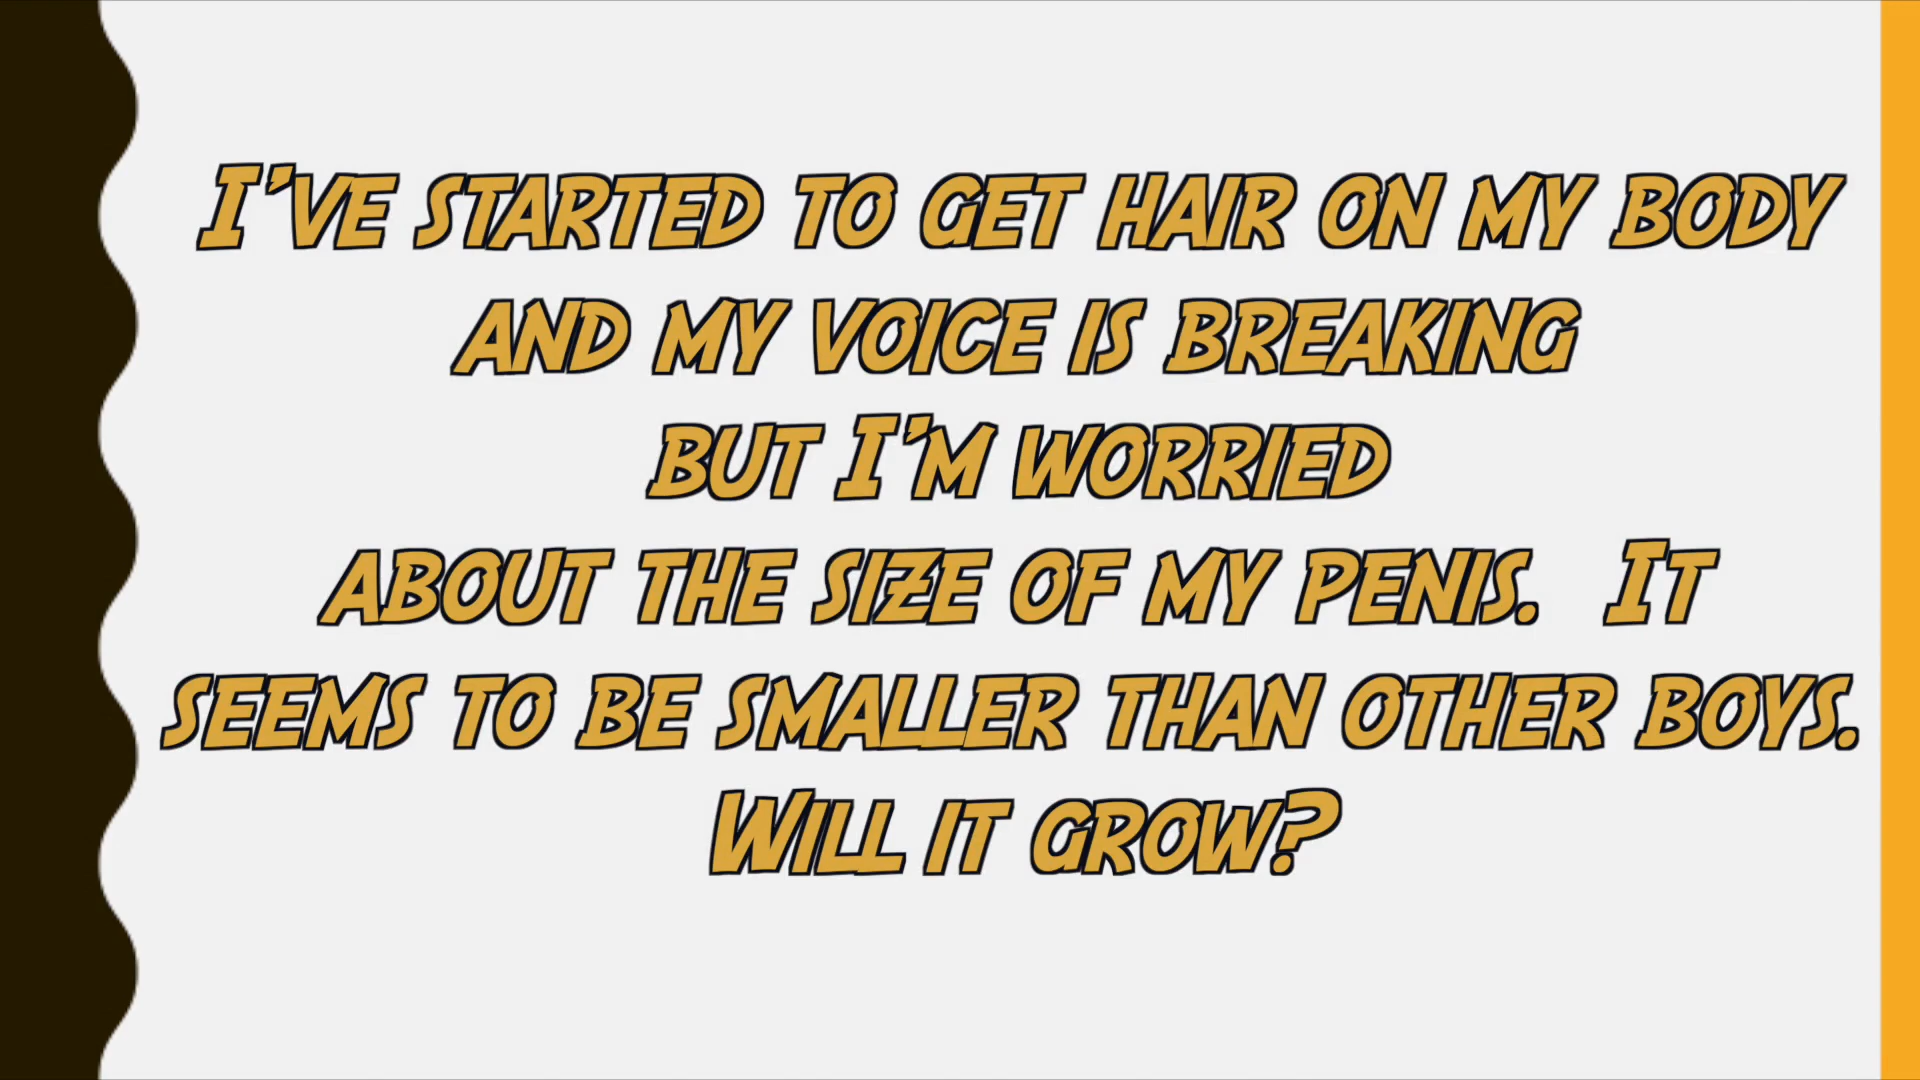 I'VE STARTED TO GET HAIR ON MY BODY
AND MY VOICE IS BREAKING
BUT I'M WORRIED
ABOUT THE SIZE OF MY PENIS.  IT
SEEMS TO BE SMALLER THAN OTHER BOYS.
WILL IT GROW?